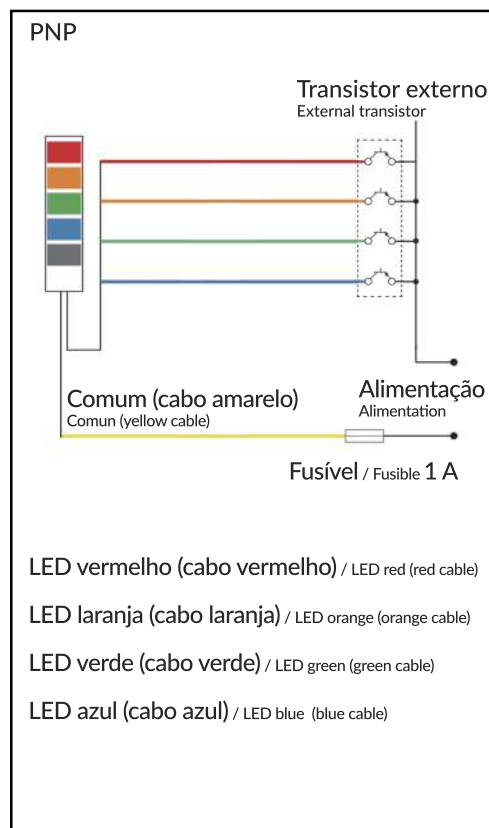 PNP
Transistor externo
External transistor
Comum (cabo amarelo)
Comun (yellow cable)
Alimentação
Alimentation
Fusível / Fusible 1 A
LED vermelho (cabo vermelho) / LED red (red cable)
LED laranja (cabo laranja) / LED orange (orange cable)
LED verde (cabo verde) / LED green (green cable)
LED azul (cabo azul) / LED blue (blue cable)